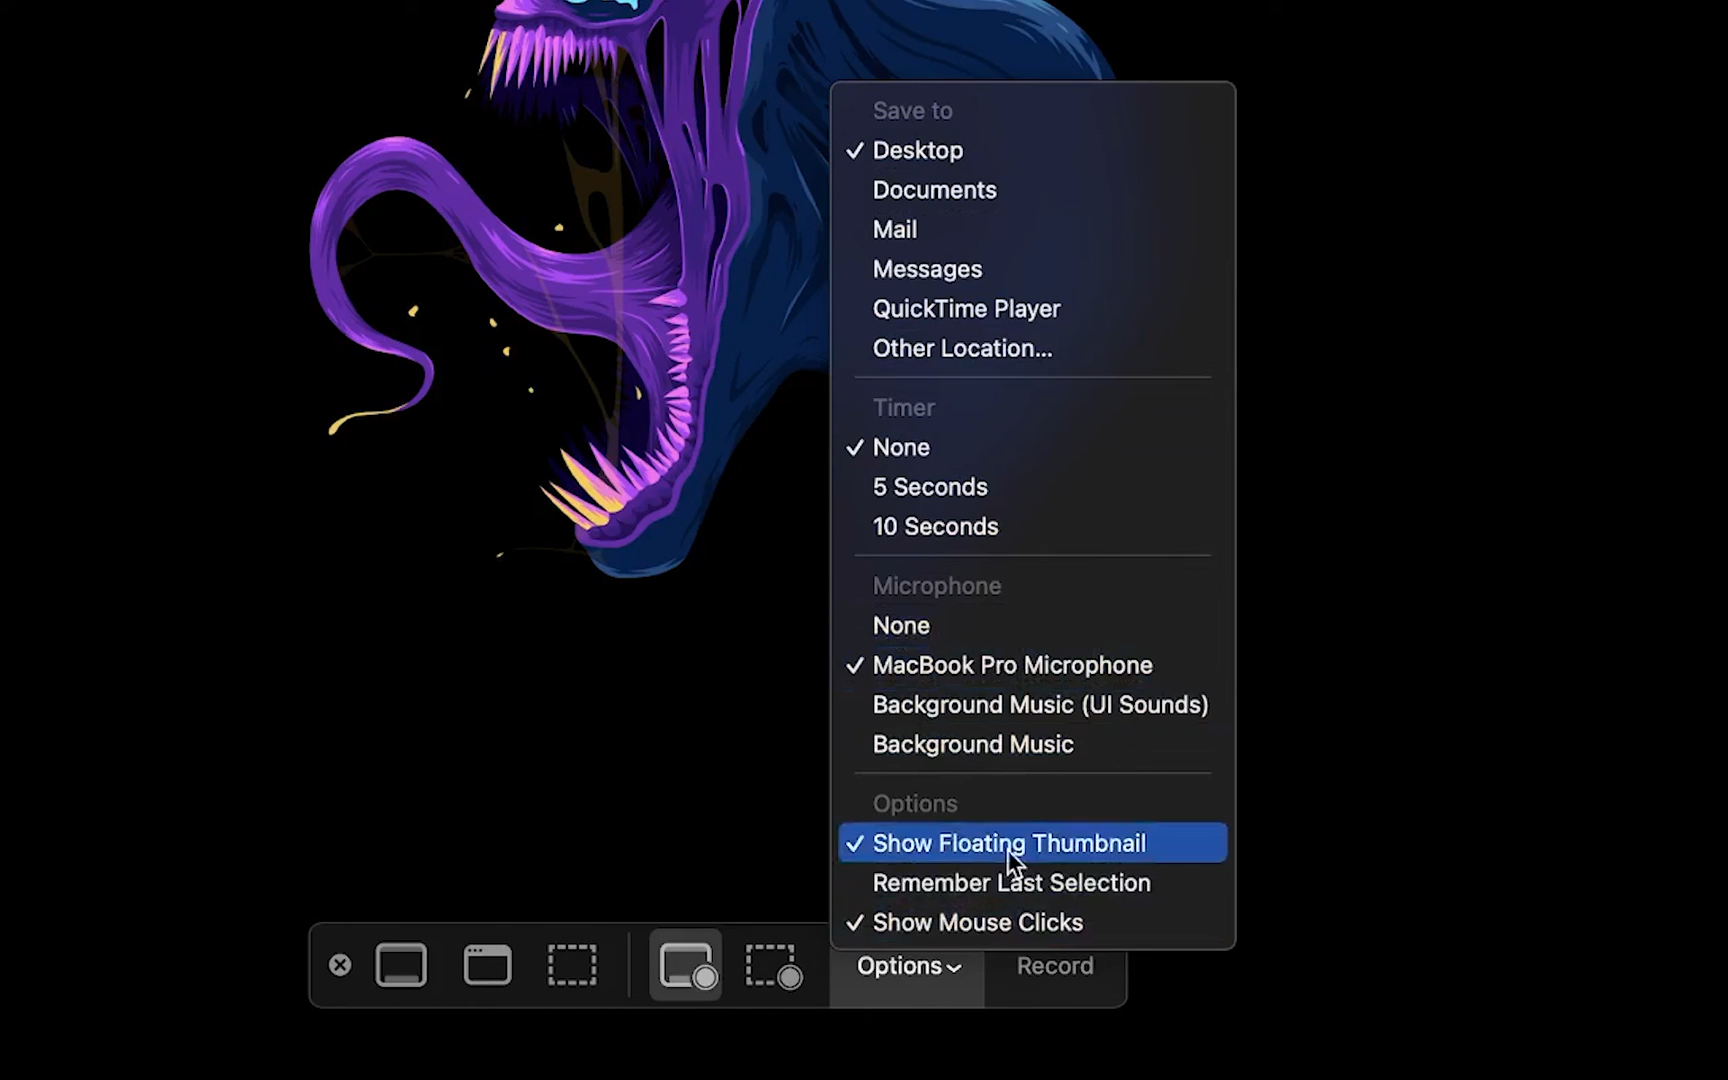 Save to
✓ Desktop
Documents
Mail
Messages
QuickTime Player
Other Location...
Timer
✓ None
5 Seconds
10 Seconds
Microphone
None
✓ MacBook Pro Microphone
Background Music (UI Sounds)
Background Music
Options
✓ Show Floating Thumbnail
Remember Last Selection
✓ Show Mouse Clicks
Options
Record